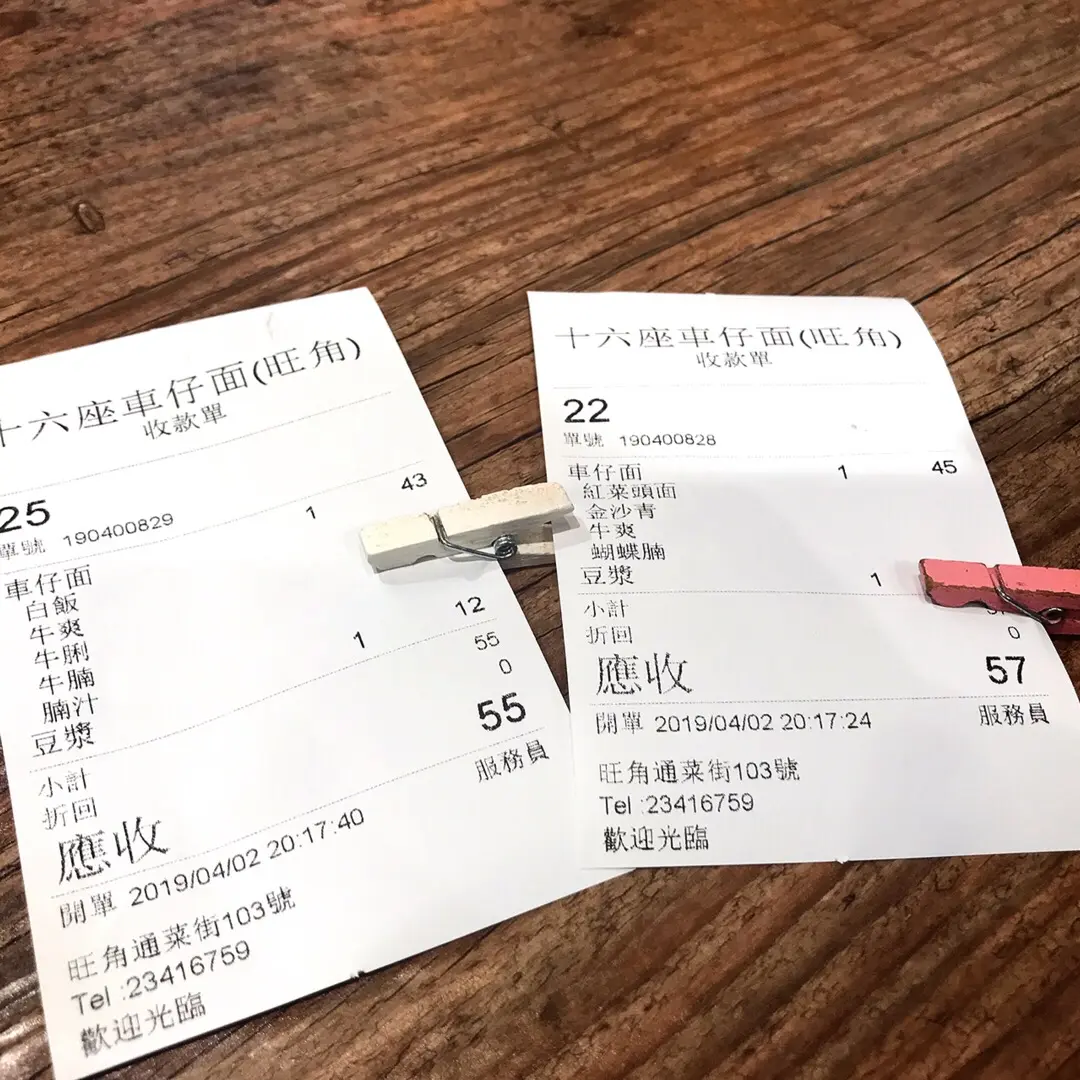 十六座車仔面(旺角)
收款單
25
單號 190400829
車仔面 1 43
白飯
牛爽
牛脷
牛腩
腩汁
豆漿 1 12
小計 55
折回 0
應收 55
開單 2019/04/02 20:17:40 服務員
旺角通菜街103號
Tel :23416759
歡迎光臨
十六座車仔面(旺角)
收款單
22
單號 190400828
車仔面 1 45
紅菜頭面
金沙青
牛爽
蝴蝶腩
豆漿 1
小計
折回 0
應收 57
開單 2019/04/02 20:17:24 服務員
旺角通菜街103號
Tel :23416759
歡迎光臨